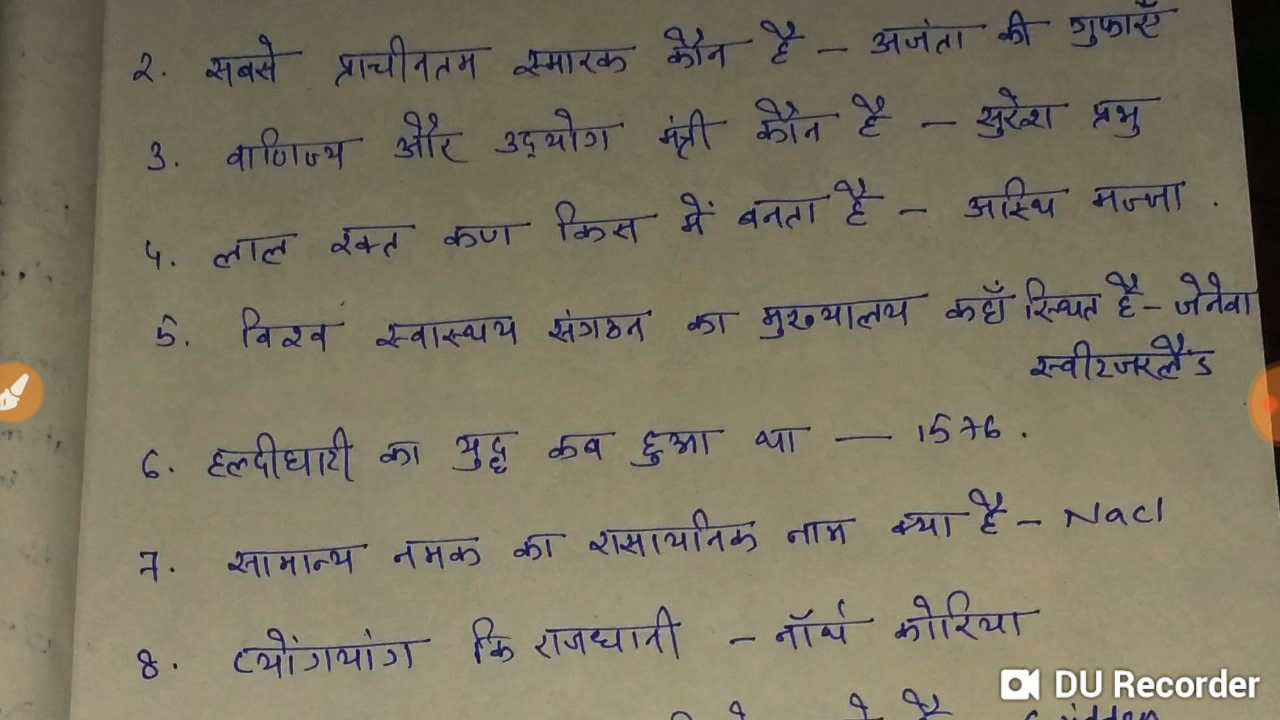 2. सबसे प्राचीनतम स्मारक कौन है – अजंता की गुफाएँ
3. वाणिज्य और उद्योग मंत्री कौन है – सुरेश प्रभु
4. लाल रक्त कण किस में बनता है – अस्थि मज्जा .
5. विश्व स्वास्थ्य संगठन का मुख्यालय कहाँ स्थित है – जेनेवा
स्वीटजरलैंड
6. हल्दीघाटी का युद्ध कब हुआ था — 1576 .
7. सामान्य नमक का रासायनिक नाम क्या है – NaCl
8. प्योंगयांग कि राजधानी – नॉर्थ कोरिया
DU Recorder